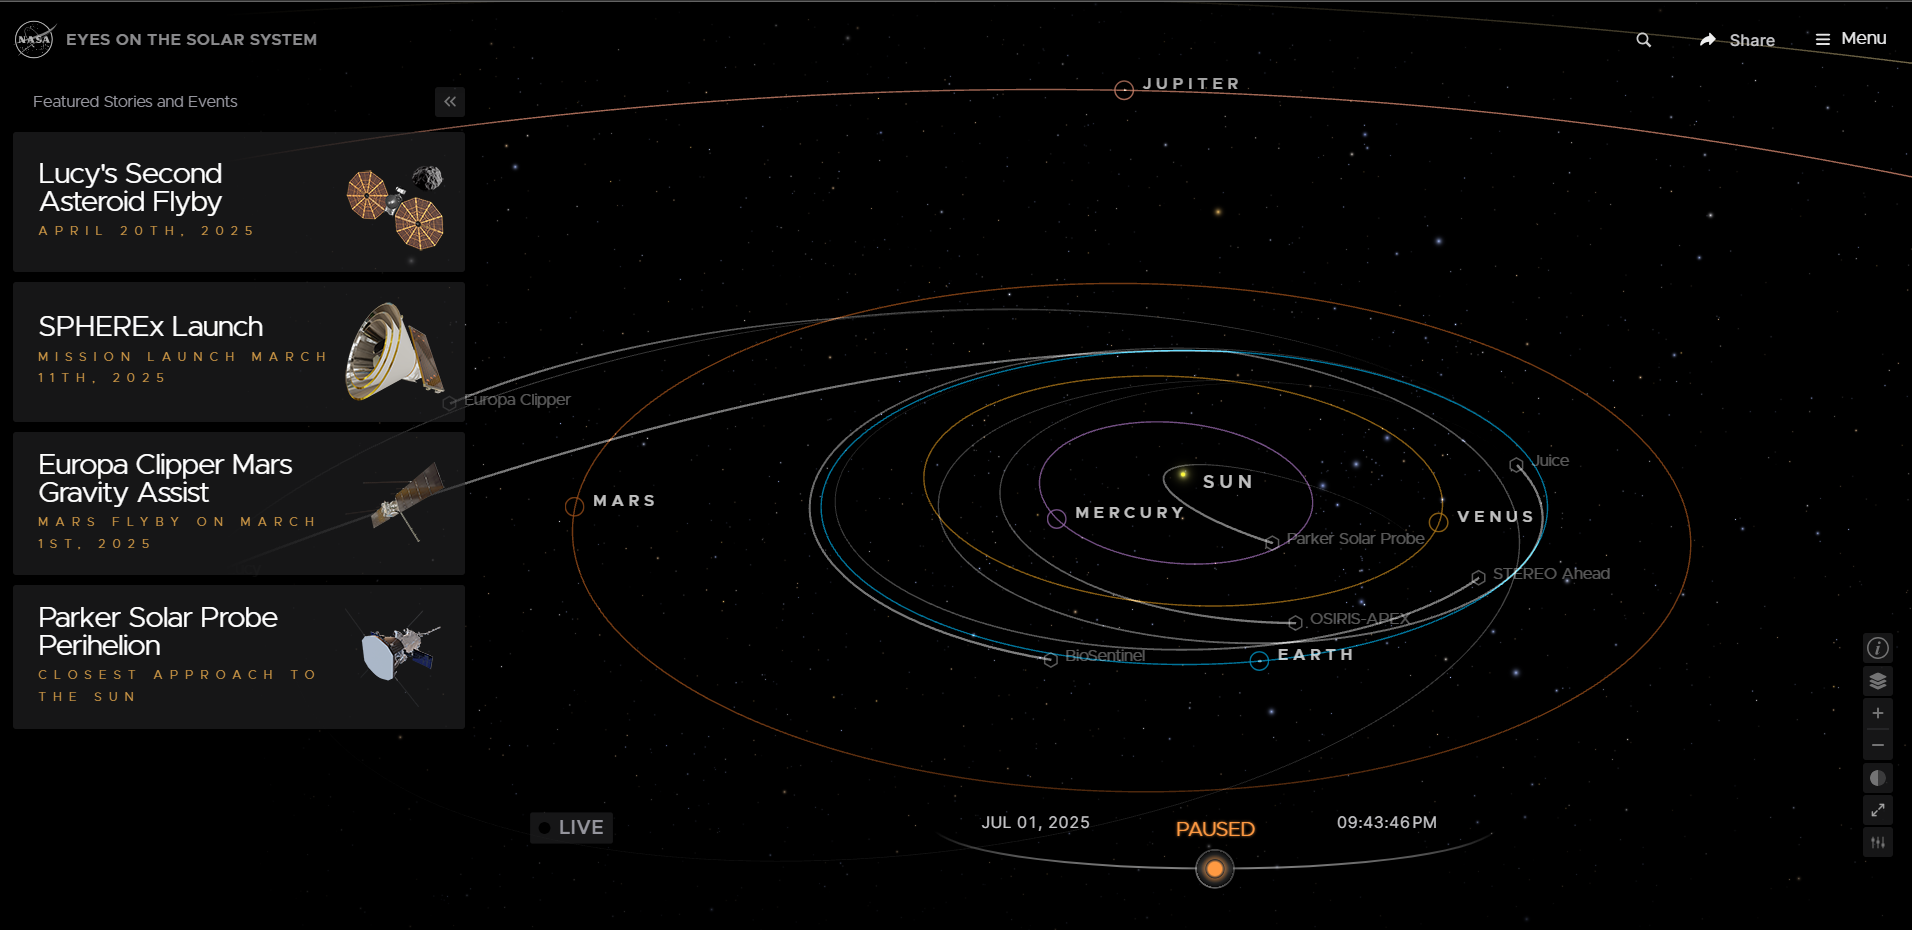 NASA
EYES ON THE SOLAR SYSTEM
Share
Menu
Featured Stories and Events
Lucy's Second
Asteroid Flyby
APRIL 20TH, 2025
SPHEREx Launch
MISSION LAUNCH MARCH
11TH, 2025
Europa Clipper Mars
Gravity Assist
MARS FLYBY ON MARCH
1ST, 2025
Parker Solar Probe
Perihelion
CLOSEST APPROACH TO
THE SUN
JUPITER
Europa Clipper
Juice
SUN
MARS
MERCURY
VENUS
Parker Solar Probe
STEREO Ahead
OSIRIS-APEX
BioSentinel
EARTH
LIVE
JUL 01, 2025
PAUSED
09:43:46PM